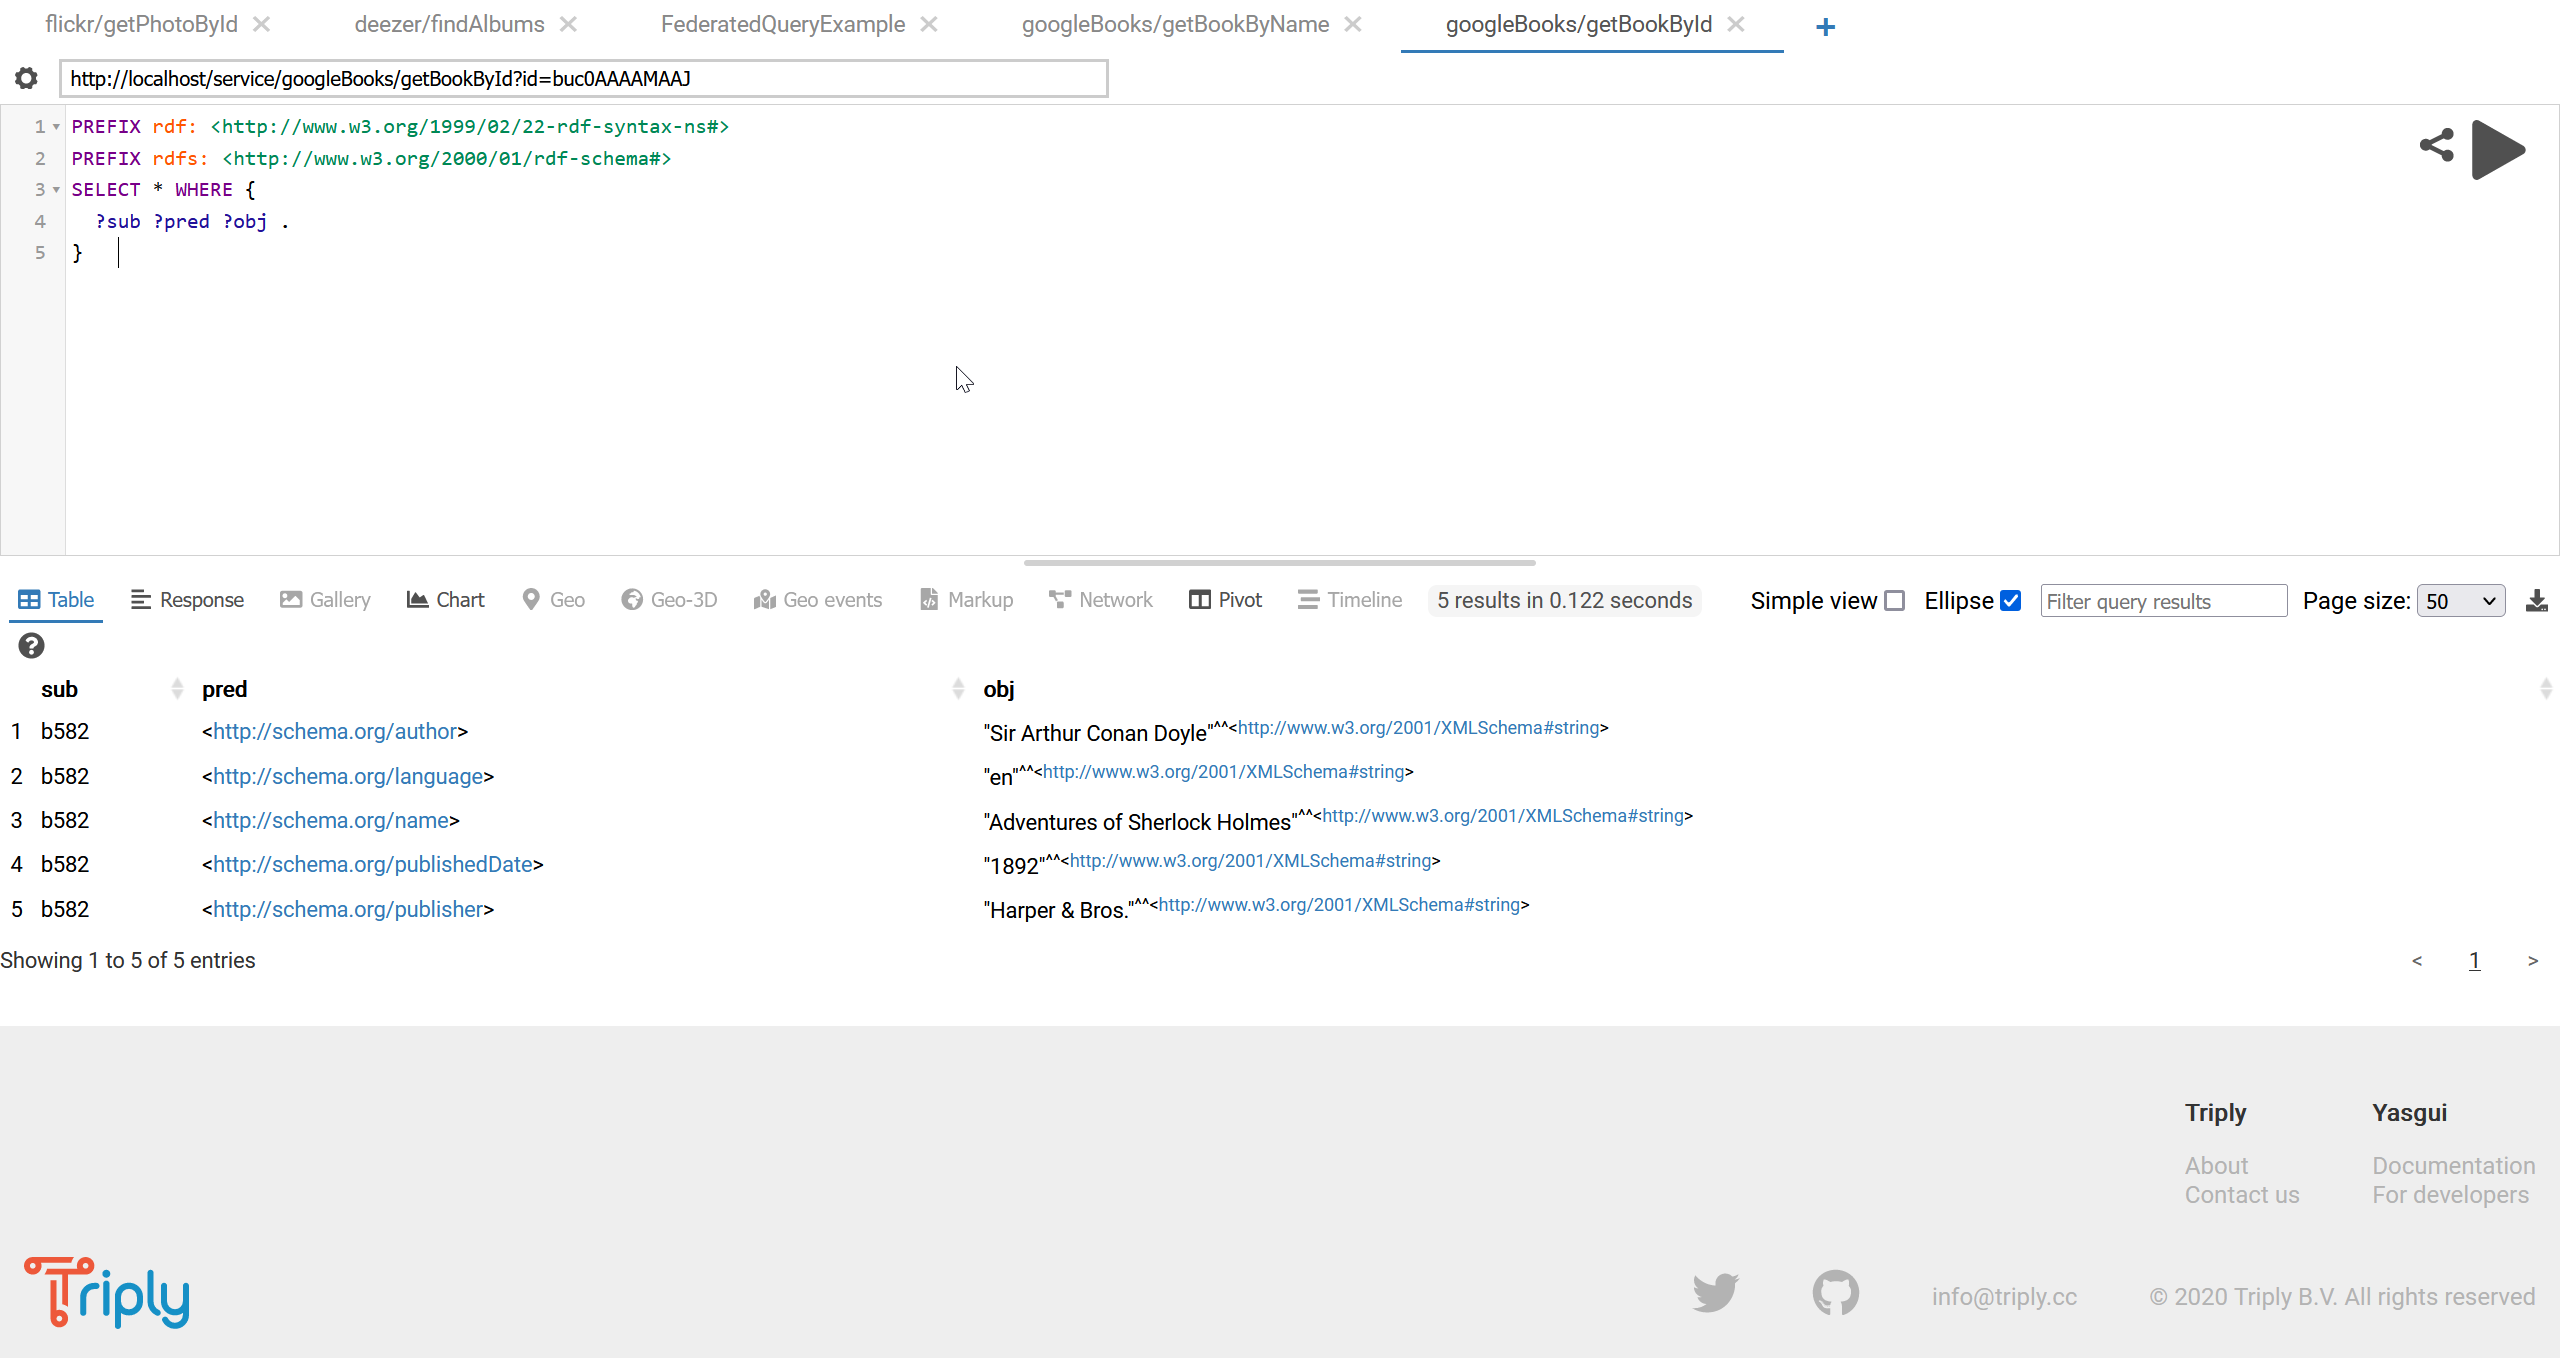 flickr/getPhotoById
deezer/findAlbums
FederatedQueryExample
googleBooks/getBookByName
googleBooks/getBookById
http://localhost/service/googleBooks/getBookById?id=buc0AAAAMAAJ
1 PREFIX rdf: <http://www.w3.org/1999/02/22-rdf-syntax-ns#>
2 PREFIX rdfs: <http://www.w3.org/2000/01/rdf-schema#>
3 SELECT * WHERE {
4 ?sub ?pred ?obj .
5 }
Table Response Gallery Chart Geo Geo-3D Geo events Markup Network Pivot Timeline 5 results in 0.122 seconds Simple view Ellipse Filter query results Page size: 50
sub pred obj
1 b582 <http://schema.org/author> "Sir Arthur Conan Doyle"^^<http://www.w3.org/2001/XMLSchema#string>
2 b582 <http://schema.org/language> "en"^^<http://www.w3.org/2001/XMLSchema#string>
3 b582 <http://schema.org/name> "Adventures of Sherlock Holmes"^^<http://www.w3.org/2001/XMLSchema#string>
4 b582 <http://schema.org/publishedDate> "1892"^^<http://www.w3.org/2001/XMLSchema#string>
5 b582 <http://schema.org/publisher> "Harper & Bros."^^<http://www.w3.org/2001/XMLSchema#string>
Showing 1 to 5 of 5 entries < 1 >
Triply
About
Contact us
Yasgui
Documentation
For developers
Triply
info@triply.cc
© 2020 Triply B.V. All rights reserved